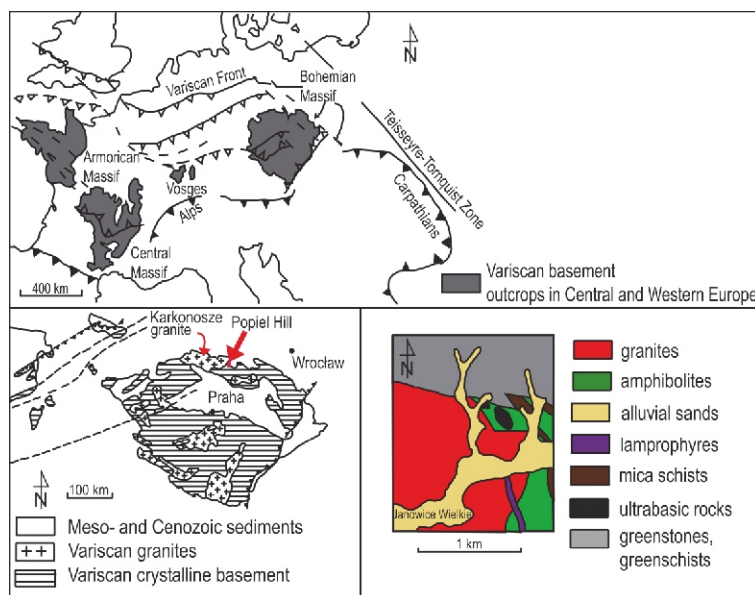 N
Variscan Front
Bohemian
Massif
Teisseyre-Tornquist Zone
Armorican
Massif
Vosges
Alps
Carpathians
Central
Massif
400 km
Variscan basement
outcrops in Central and Western Europe
Karkonosze
granite
Popiel Hill
Wrocław
Praha
N
100 km
Meso- and Cenozoic sediments
Variscan granites
Variscan crystalline basement
N
Janowice Wielkie
1 km
granites
amphibolites
alluvial sands
lamprophyres
mica schists
ultrabasic rocks
greenstones,
greenschists